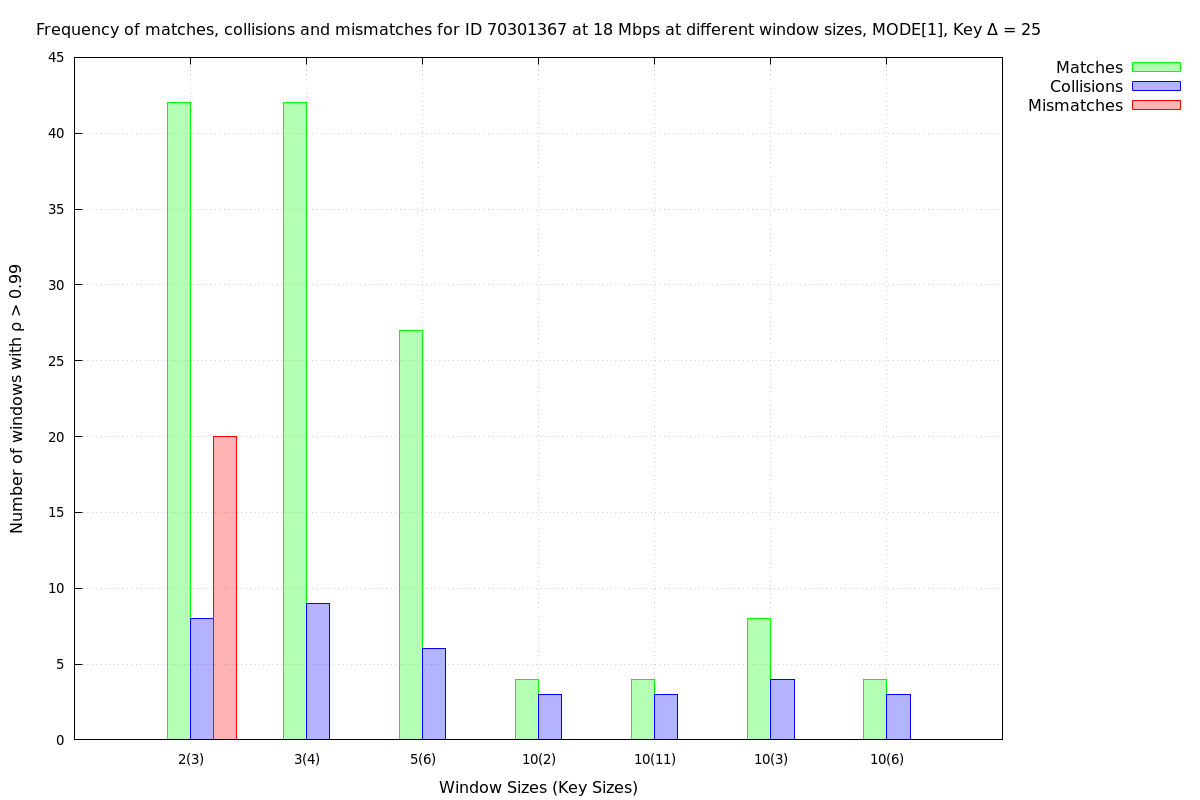 Frequency of matches, collisions and mismatches for ID 70301367 at 18 Mbps at different window sizes, MODE[1], Key Δ = 25
Matches
Collisions
Mismatches
Number of windows with ρ > 0.99
45
40
35
30
25
20
15
10
5
0
2(3) 3(4) 5(6) 10(2) 10(11) 10(3) 10(6)
Window Sizes (Key Sizes)